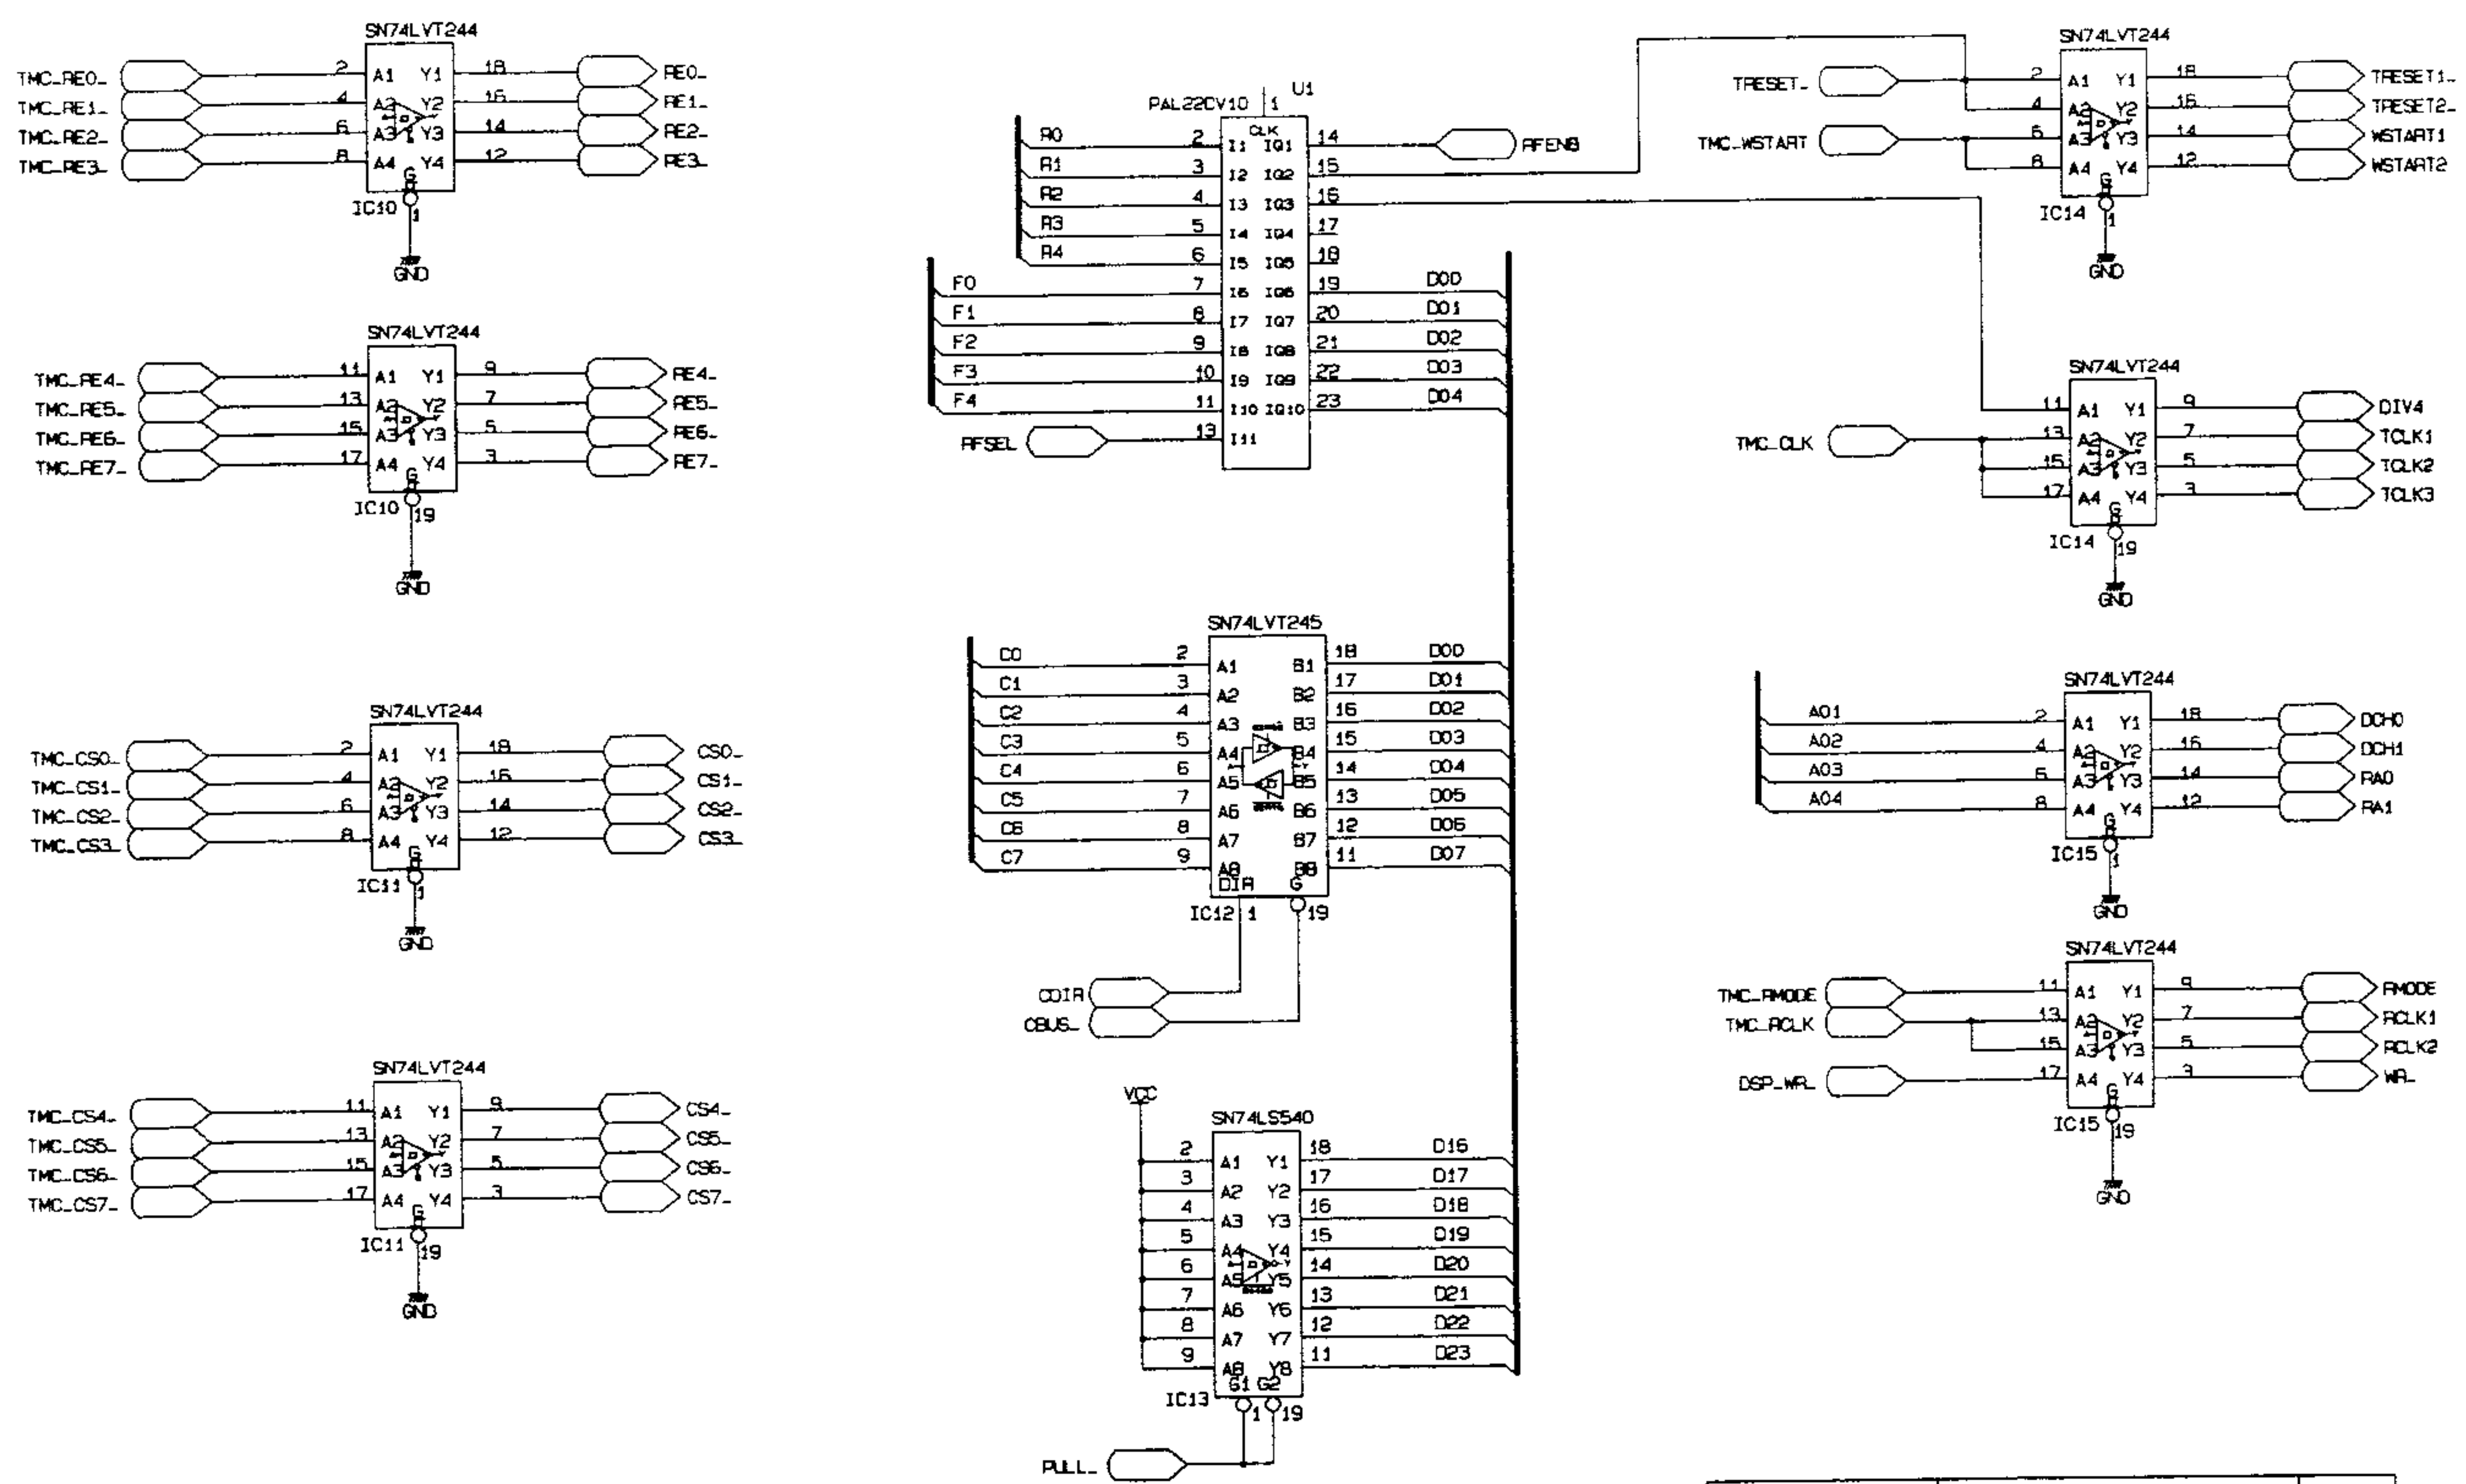 SN74LVT244
TMC_RE0_ 2 A1 Y1 18 RE0_
TMC_RE1_ 4 A2 Y2 16 RE1_
TMC_RE2_ 6 A3 Y3 14 RE2_
TMC_RE3_ 8 A4 Y4 12 RE3_
G
IC10 1
GND
SN74LVT244
TMC_RE4_ 11 A1 Y1 9 RE4_
TMC_RE5_ 13 A2 Y2 7 RE5_
TMC_RE6_ 15 A3 Y3 5 RE6_
TMC_RE7_ 17 A4 Y4 3 RE7_
G
IC10 19
GND
SN74LVT244
TMC_CS0_ 2 A1 Y1 18 CS0_
TMC_CS1_ 4 A2 Y2 16 CS1_
TMC_CS2_ 6 A3 Y3 14 CS2_
TMC_CS3_ 8 A4 Y4 12 CS3_
G
IC11 1
GND
SN74LVT244
TMC_CS4_ 11 A1 Y1 9 CS4_
TMC_CS5_ 13 A2 Y2 7 CS5_
TMC_CS6_ 15 A3 Y3 5 CS6_
TMC_CS7_ 17 A4 Y4 3 CS7_
G
IC11 19
GND
U1
PAL22CV10 1
CLK
R0 2 I1 IQ1 14 RFENB
R1 3 I2 IQ2 15
R2 4 I3 IQ3 16
R3 5 I4 IQ4 17
R4 6 I5 IQ5 18
F0 7 I6 IQ6 19 D00
F1 8 I7 IQ7 20 D01
F2 9 I8 IQ8 21 D02
F3 10 I9 IQ9 22 D03
F4 11 I10 IQ10 23 D04
RFSEL 13 I11
SN74LVT245
C0 2 A1 B1 18 D00
C1 3 A2 B2 17 D01
C2 4 A3 B3 16 D02
C3 5 A4 B4 15 D03
C4 6 A5 B5 14 D04
C5 7 A6 B6 13 D05
C6 8 A7 B7 12 D06
C7 9 A8 B8 11 D07
DIR G
IC12 1 19
CDIR
CBUS_
VCC
SN74LS540
2 A1 Y1 18 D16
3 A2 Y2 17 D17
4 A3 Y3 16 D18
5 A4 Y4 15 D19
6 A5 Y5 14 D20
7 A6 Y6 13 D21
8 A7 Y7 12 D22
9 A8 Y8 11 D23
G1 G2
IC13 1 19
PULL_
SN74LVT244
TRESET_ 2 A1 Y1 18 TRESET1_
4 A2 Y2 16 TRESET2_
TMC_WSTART 6 A3 Y3 14 WSTART1
8 A4 Y4 12 WSTART2
G
IC14 1
GND
SN74LVT244
11 A1 Y1 9 DIV4
TMC_CLK 13 A2 Y2 7 TCLK1
15 A3 Y3 5 TCLK2
17 A4 Y4 3 TCLK3
G
IC14 19
GND
SN74LVT244
A01 2 A1 Y1 18 DCH0
A02 4 A2 Y2 16 DCH1
A03 6 A3 Y3 14 RA0
A04 8 A4 Y4 12 RA1
G
IC15 1
GND
SN74LVT244
TMC_RMODE 11 A1 Y1 9 RMODE
TMC_RCLK 13 A2 Y2 7 RCLK1
15 A3 Y3 5 RCLK2
DSP_WR_ 17 A4 Y4 3 WR_
G
IC15 19
GND